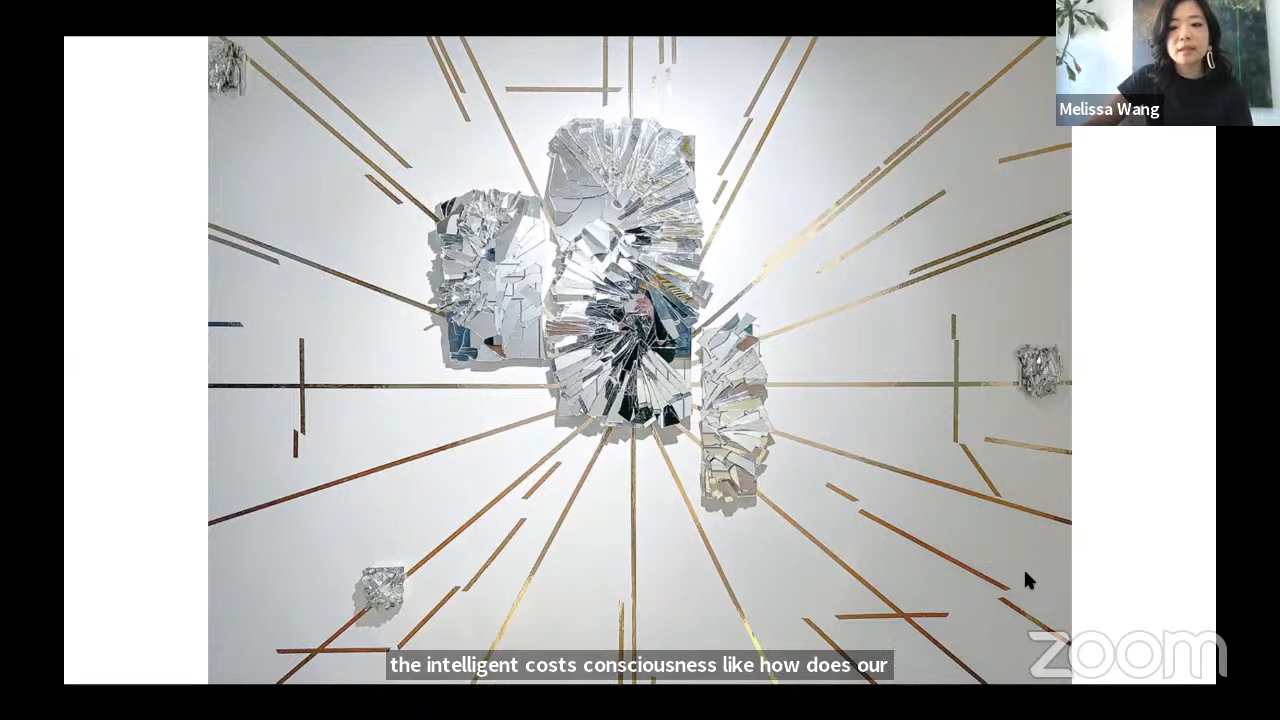 Melissa Wang
the intelligent costs consciousness like how does our
zoom